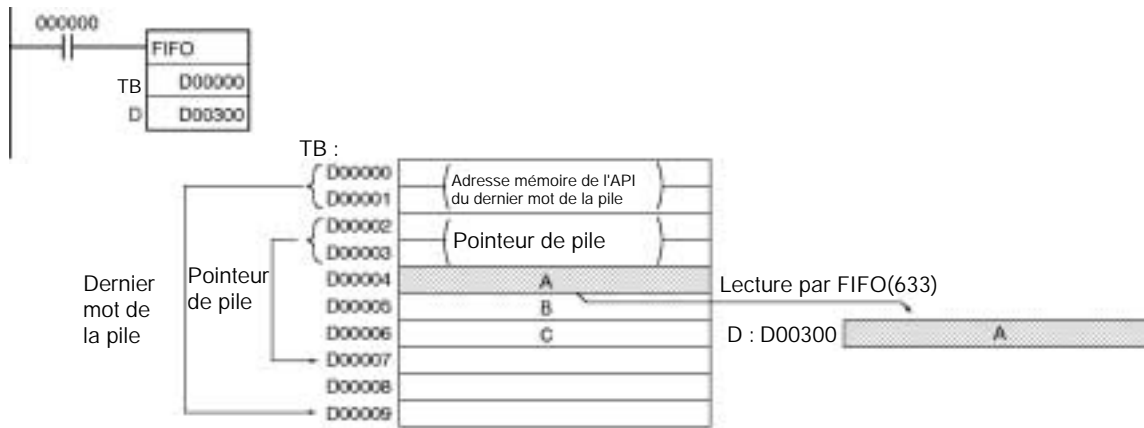 000000
FIFO
TB D00000
D D00300
TB :
D00000
D00001
Adresse mémoire de l'API
du dernier mot de la pile
D00002
D00003
Pointeur de pile
D00004 A
D00005 B
D00006 C
D00007
D00008
D00009
Dernier
mot de
la pile
Pointeur
de pile
Lecture par FIFO(633)
D : D00300 A